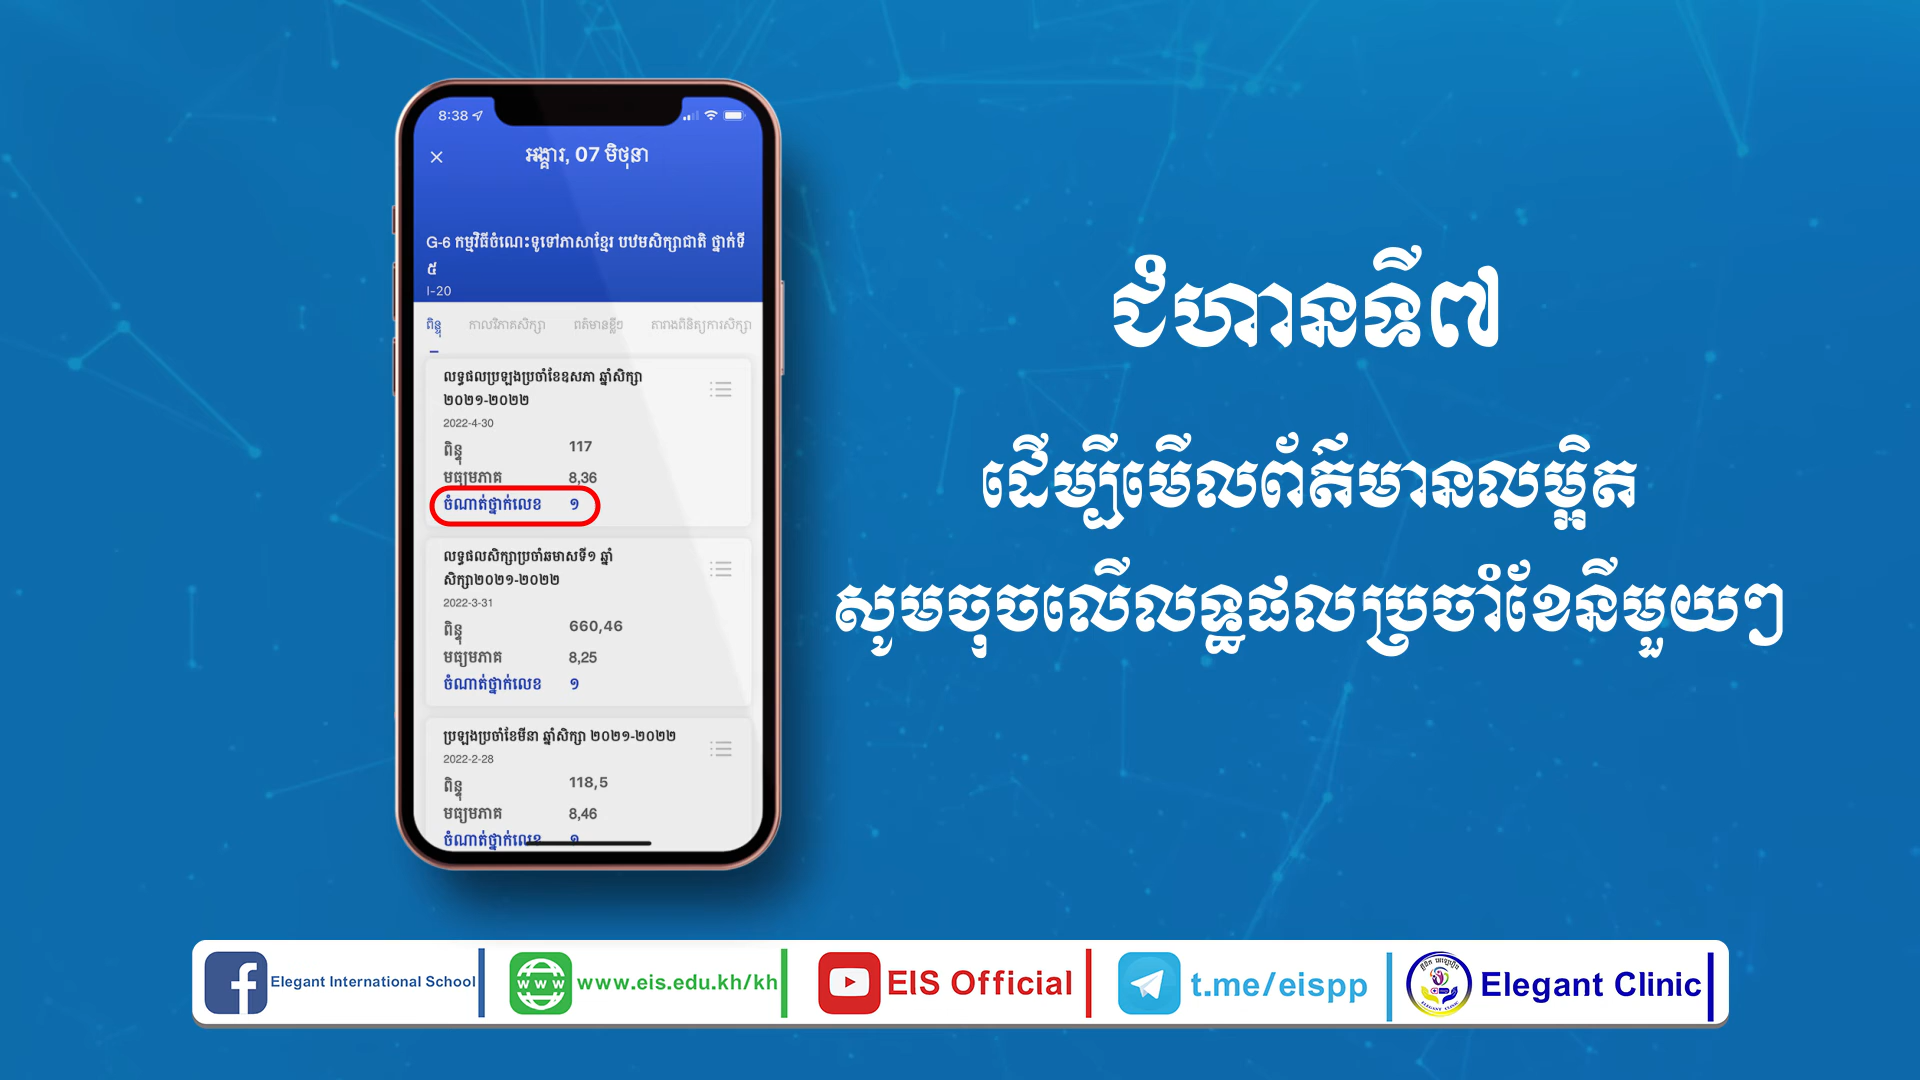 8:38
អង្គារ, 07 មិថុនា
G-6 កម្មវិធីចំណេះទូទៅភាសាខ្មែរ បឋមសិក្សាជាតិ ថ្នាក់ទី
៥
I-20
ពិន្ទុ កាលវិភាគសិក្សា ពត៌មានខ្លីៗ តារាងពិនិត្យការសិក្សា
លទ្ធផលប្រឡងប្រចាំខែឧសភា ឆ្នាំសិក្សា
២០២១-២០២២
2022-4-30
ពិន្ទុ 117
មធ្យមភាគ 8,36
ចំណាត់ថ្នាក់លេខ ១
លទ្ធផលសិក្សាប្រចាំឆមាសទី១ ឆ្នាំ
សិក្សា២០២១-២០២២
2022-3-31
ពិន្ទុ 660,46
មធ្យមភាគ 8,25
ចំណាត់ថ្នាក់លេខ ១
ប្រឡងប្រចាំខែមីនា ឆ្នាំសិក្សា ២០២១-២០២២
2022-2-28
ពិន្ទុ 118,5
មធ្យមភាគ 8,46
ចំណាត់ថ្នាក់លេខ ១
ជំហានទី៧
ដើម្បីមើលព័ត៌មានលម្អិត
សូមចុចលើលទ្ធផលប្រចាំខែនីមួយៗ
Elegant International School
www.eis.edu.kh/kh
EIS Official
t.me/eispp
Elegant Clinic